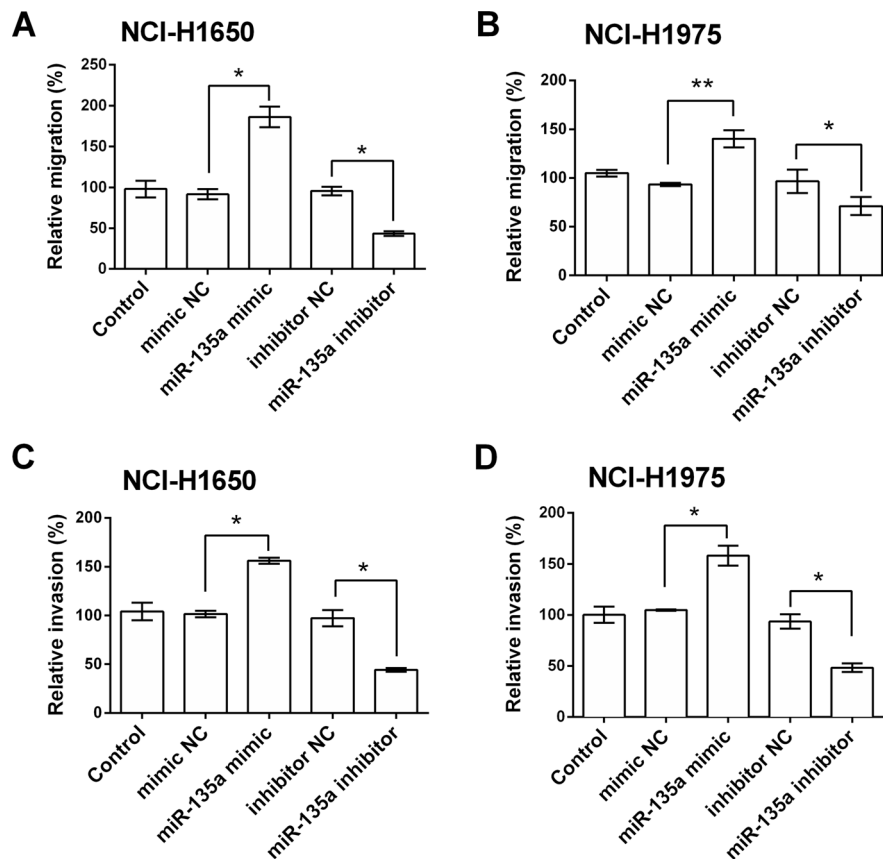 A
NCI-H1650
Relative migration (%)
250
200
150
100
50
0
*
*
Control
mimic NC
miR-135a mimic
inhibitor NC
miR-135a inhibitor
B
NCI-H1975
Relative migration (%)
200
150
100
50
0
**
*
Control
mimic NC
miR-135a mimic
inhibitor NC
miR-135a inhibitor
C
NCI-H1650
Relative invasion (%)
200
150
100
50
0
*
*
Control
mimic NC
miR-135a mimic
inhibitor NC
miR-135a inhibitor
D
NCI-H1975
Relative invasion (%)
200
150
100
50
0
*
*
Control
mimic NC
miR-135a mimic
inhibitor NC
miR-135a inhibitor